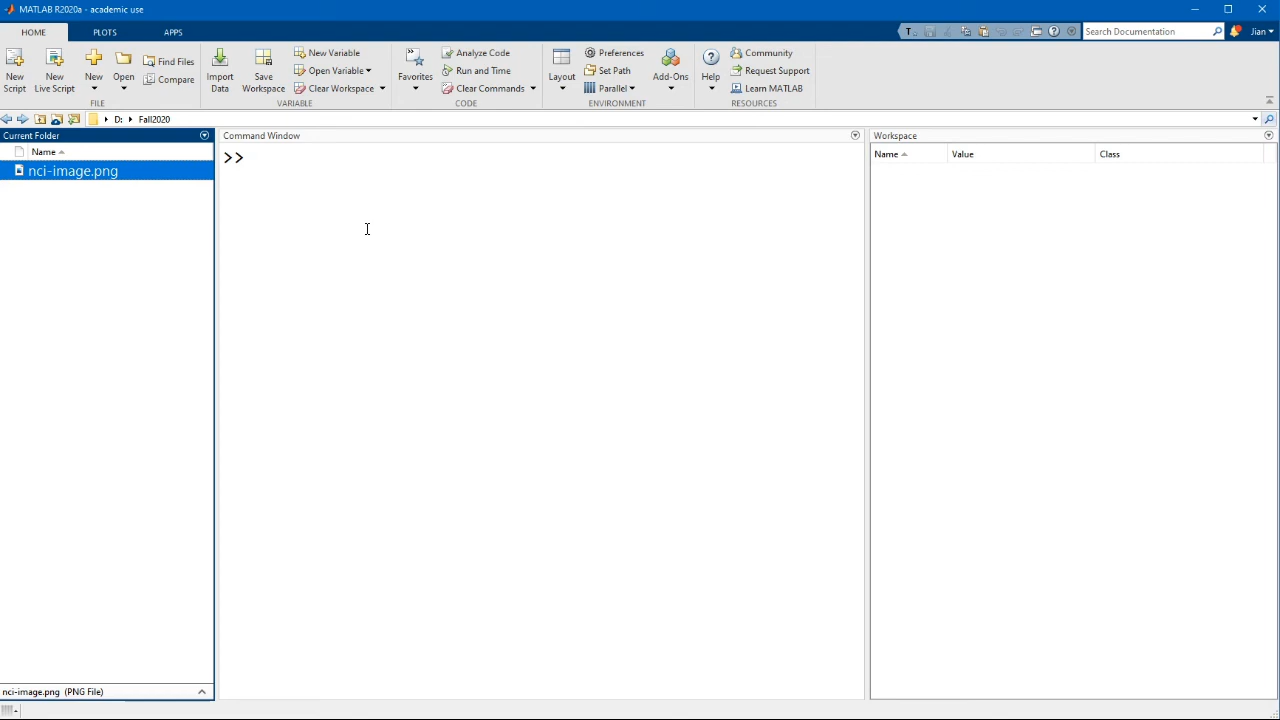 MATLAB R2020a - academic use
HOME PLOTS APPS
Search Documentation Jian
New Script
New Live Script
New
Open
Find Files
Compare
FILE
Import Data
Save Workspace
New Variable
Open Variable
Clear Workspace
VARIABLE
Favorites
Analyze Code
Run and Time
Clear Commands
CODE
Layout
Preferences
Set Path
Parallel
Add-Ons
ENVIRONMENT
Help
Community
Request Support
Learn MATLAB
RESOURCES
D: Fall2020
Current Folder
Name
nci-image.png
Command Window
>>
Workspace
Name Value Class
nci-image.png (PNG File)